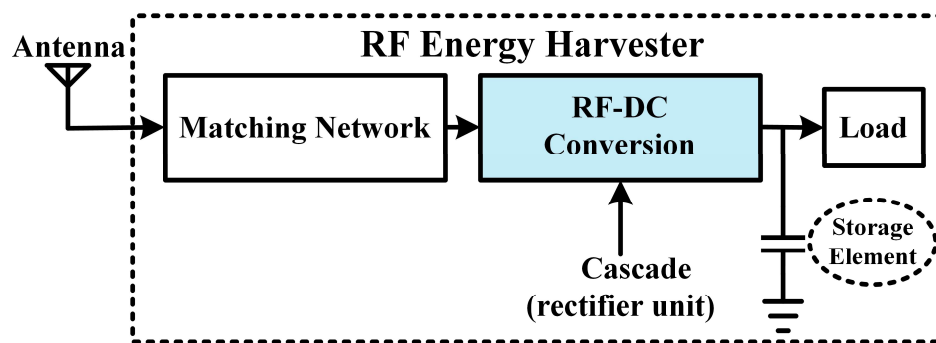 Antenna
RF Energy Harvester
Matching Network
RF-DC
Conversion
Load
Storage
Element
Cascade
(rectifier unit)